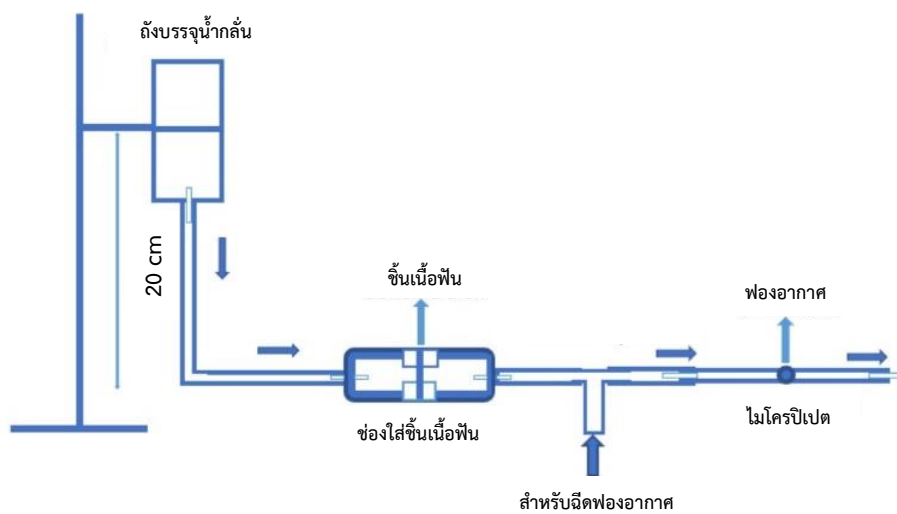 ถังบรรจุน้ำกลั่น
20 cm
ชิ้นเนื้อฟัน
ฟองอากาศ
ช่องใส่ชิ้นเนื้อฟัน
ไมโครปิเปต
สำหรับฉีดฟองอากาศ